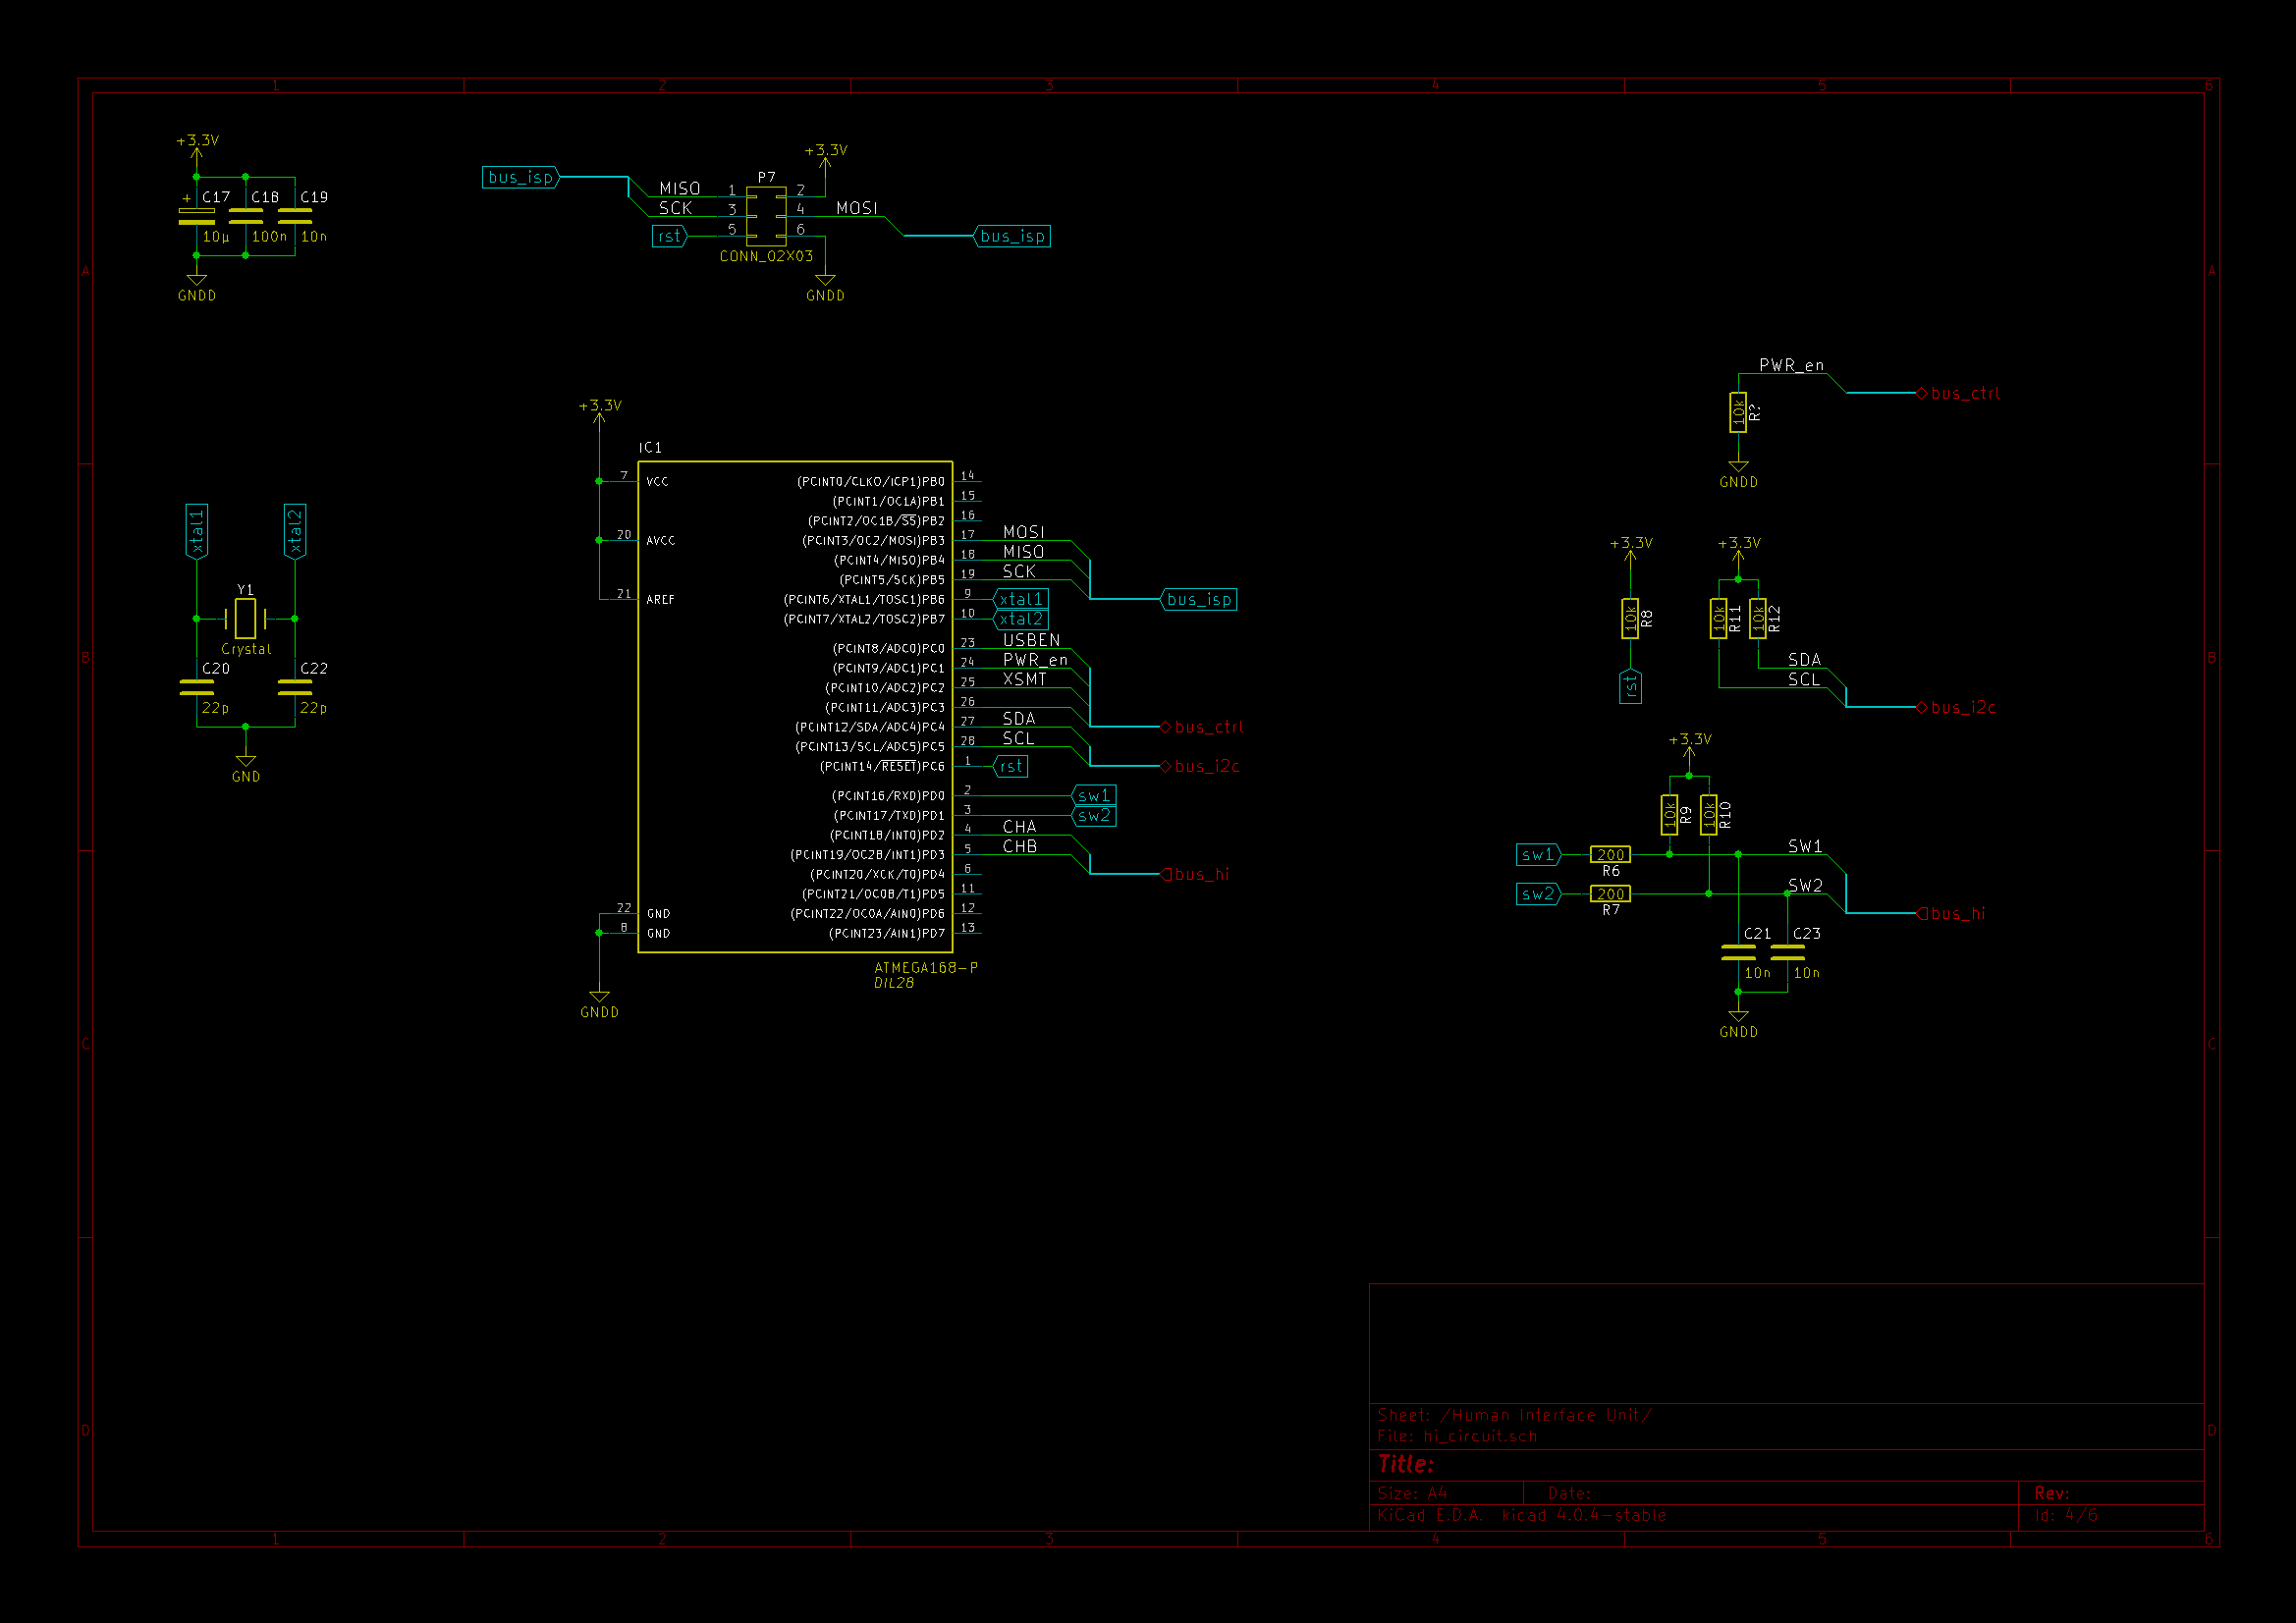 1 2 3 4 5 6
A
B
C
D
A
B
C
D
1 2 3 4 5 6
+3.3V
+ C17 C18 C19
10µ 100n 10n
GNDD
bus_isp
MISO
SCK
rst
P7
1 2
3 4
5 6
CONN_02X03
+3.3V
MOSI
bus_isp
GNDD
xtal1 xtal2
Y1
Crystal
C20 C22
22p 22p
GND
+3.3V
IC1
7 VCC
20 AVCC
21 AREF
22 GND
8 GND
GNDD
(PCINT0/CLKO/ICP1)PB0 14
(PCINT1/OC1A)PB1 15
(PCINT2/OC1B/SS)PB2 16
(PCINT3/OC2/MOSI)PB3 17 MOSI
(PCINT4/MISO)PB4 18 MISO
(PCINT5/SCK)PB5 19 SCK
bus_isp
(PCINT6/XTAL1/TOSC1)PB6 9 xtal1
(PCINT7/XTAL2/TOSC2)PB7 10 xtal2
(PCINT8/ADC0)PC0 23 USBEN
(PCINT9/ADC1)PC1 24 PWR_en
(PCINT10/ADC2)PC2 25 XSMT
(PCINT11/ADC3)PC3 26
bus_ctrl
(PCINT12/SDA/ADC4)PC4 27 SDA
(PCINT13/SCL/ADC5)PC5 28 SCL
bus_i2c
(PCINT14/RESET)PC6 1 rst
(PCINT16/RXD)PD0 2 sw1
(PCINT17/TXD)PD1 3 sw2
(PCINT18/INT0)PD2 4 CHA
(PCINT19/OC2B/INT1)PD3 5 CHB
bus_hi
(PCINT20/XCK/T0)PD4 6
(PCINT21/OC0B/T1)PD5 11
(PCINT22/OC0A/AIN0)PD6 12
(PCINT23/AIN1)PD7 13
ATMEGA168-P
DIL28
PWR_en
bus_ctrl
10k R?
GNDD
+3.3V
10k R8
rst
+3.3V
10k R11 10k R12
SDA
SCL
bus_i2c
+3.3V
10k R9 10k R10
sw1 200 SW1
R6
sw2 200 SW2
R7
bus_hi
C21 C23
10n 10n
GNDD
Sheet: /Human Interface Unit/
File: hi_circuit.sch
Title:
Size: A4 Date: Rev:
KiCad E.D.A. kicad 4.0.4-stable Id: 4/6